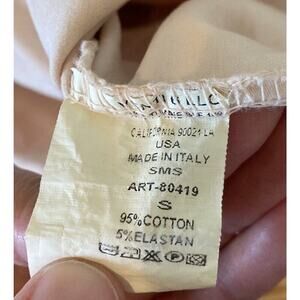 CALIFORNIA 90021 LA
USA
MADE IN ITALY
SMS
ART-80419
S
95%COTTON
5%ELASTAN